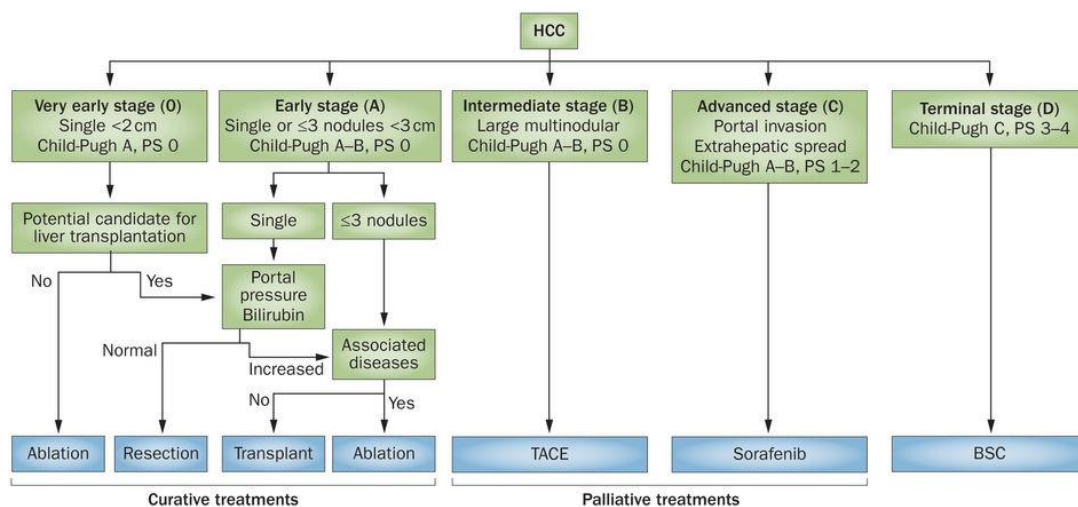 HCC
Very early stage (0)
Single <2 cm
Child-Pugh A, PS 0
Early stage (A)
Single or ≤3 nodules <3 cm
Child-Pugh A–B, PS 0
Intermediate stage (B)
Large multinodular
Child-Pugh A–B, PS 0
Advanced stage (C)
Portal invasion
Extrahepatic spread
Child-Pugh A–B, PS 1–2
Terminal stage (D)
Child-Pugh C, PS 3–4
Potential candidate for
liver transplantation
Single
≤3 nodules
No
Yes
Portal
pressure
Bilirubin
Normal
Increased
Associated
diseases
No
Yes
Ablation
Resection
Transplant
Ablation
TACE
Sorafenib
BSC
Curative treatments
Palliative treatments